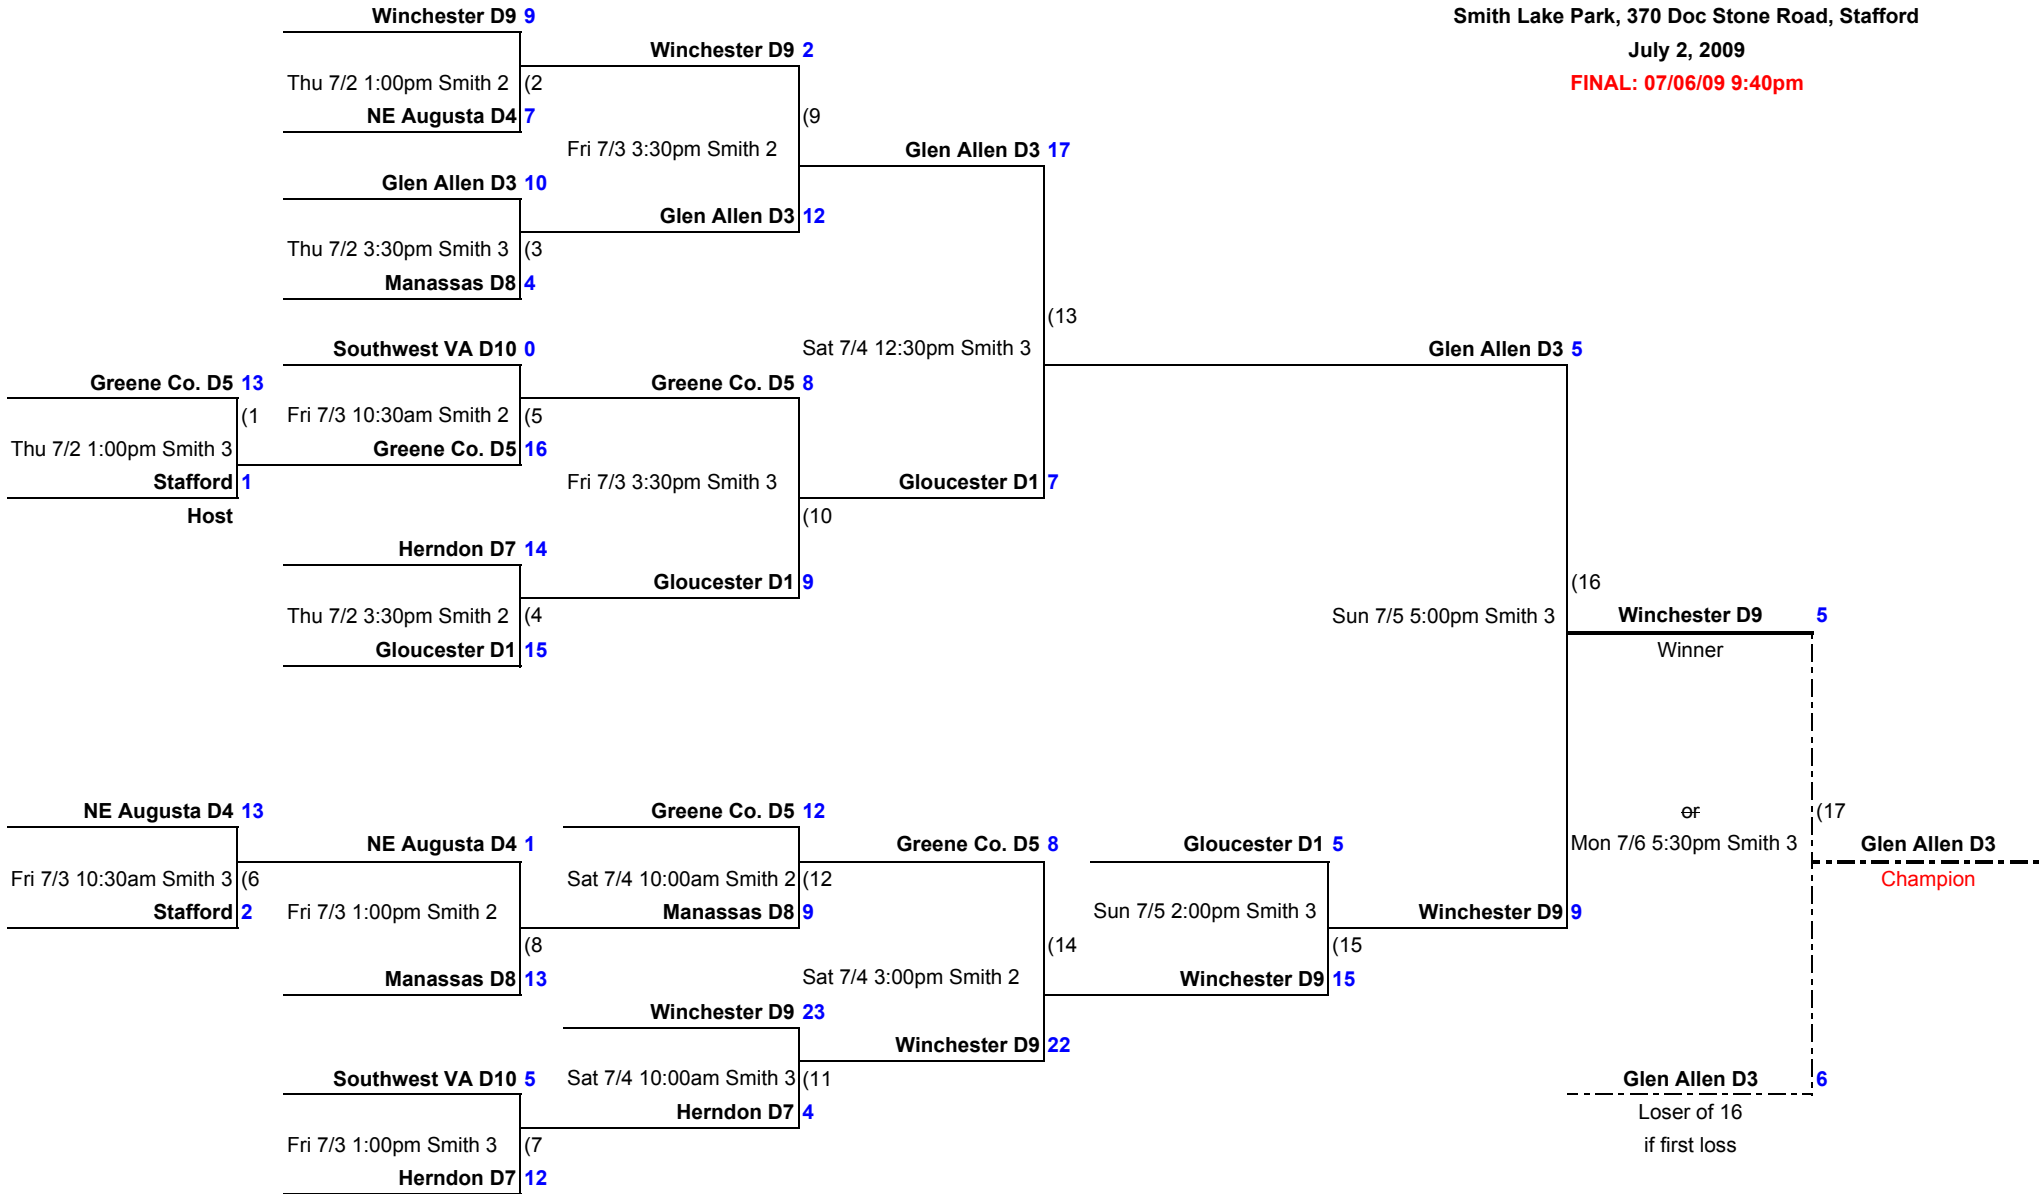 Winchester D9 9
Smith Lake Park, 370 Doc Stone Road, Stafford
Winchester D9 2
July 2, 2009
Thu 7/2 1:00pm Smith 2 (2
FINAL: 07/06/09 9:40pm
NE Augusta D4 7
(9
Fri 7/3 3:30pm Smith 2
Glen Allen D3 17
Glen Allen D3 10
Glen Allen D3 12
Thu 7/2 3:30pm Smith 3 (3
Manassas D8 4
(13
Southwest VA D10 0
Sat 7/4 12:30pm Smith 3
Glen Allen D3 5
Greene Co. D5 13
Greene Co. D5 8
(1
Fri 7/3 10:30am Smith 2 (5
Thu 7/2 1:00pm Smith 3
Greene Co. D5 16
Stafford 1
Fri 7/3 3:30pm Smith 3
Gloucester D1 7
Host
(10
Herndon D7 14
Gloucester D1 9
(16
Thu 7/2 3:30pm Smith 2 (4
Sun 7/5 5:00pm Smith 3
Winchester D9 5
Gloucester D1 15
Winner
NE Augusta D4 13
Greene Co. D5 12
or
(17
NE Augusta D4 1
Greene Co. D5 8
Gloucester D1 5
Mon 7/6 5:30pm Smith 3
Glen Allen D3
Fri 7/3 10:30am Smith 3 (6
Sat 7/4 10:00am Smith 2 (12
Champion
Stafford 2
Fri 7/3 1:00pm Smith 2
Manassas D8 9
Sun 7/5 2:00pm Smith 3
Winchester D9 9
(8
(14
(15
Manassas D8 13
Sat 7/4 3:00pm Smith 2
Winchester D9 15
Winchester D9 23
Winchester D9 22
Southwest VA D10 5
Sat 7/4 10:00am Smith 3 (11
Glen Allen D3 6
Herndon D7 4
Loser of 16
Fri 7/3 1:00pm Smith 3 (7
if first loss
Herndon D7 12